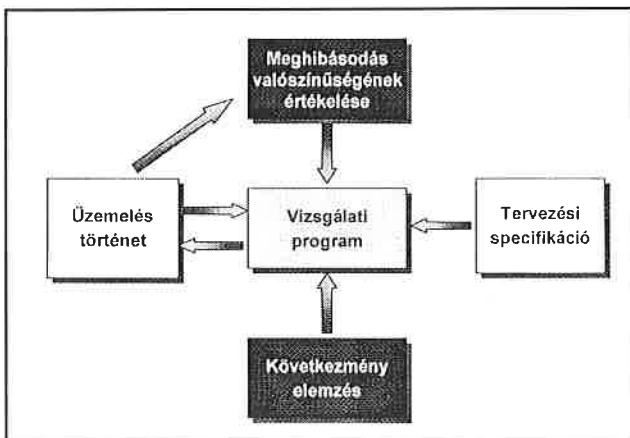 Meghibásodás
valószínűségének
értékelése
Üzemelés
történet
Vizsgálati
program
Tervezési
specifikáció
Következmény
elemzés